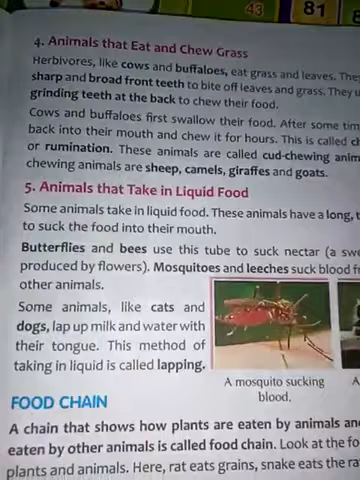 43
81
4. Animals that Eat and Chew Grass
Herbivores, like cows and buffaloes, eat grass and leaves.
sharp and broad front teeth to bite off leaves and grass. They
grinding teeth at the back to chew their food.
Cows and buffaloes first swallow their food. After some
back into their mouth and chew it for hours. This is called
or rumination. These animals are called cud-chewing
chewing animals are sheep, camels, giraffes and goats.
5. Animals that Take in Liquid Food
Some animals take in liquid food. These animals have a long,
to suck the food into their mouth.
Butterflies and bees use this tube to suck nectar (a
produced by flowers). Mosquitoes and leeches suck blood
other animals.
Some animals, like cats and
dogs, lap up milk and water with
their tongue. This method of
taking in liquid is called lapping.
A mosquito sucking
blood.
FOOD CHAIN
A chain that shows how plants are eaten by animals
eaten by other animals is called food chain. Look at the
plants and animals. Here, rat eats grains, snake eats the